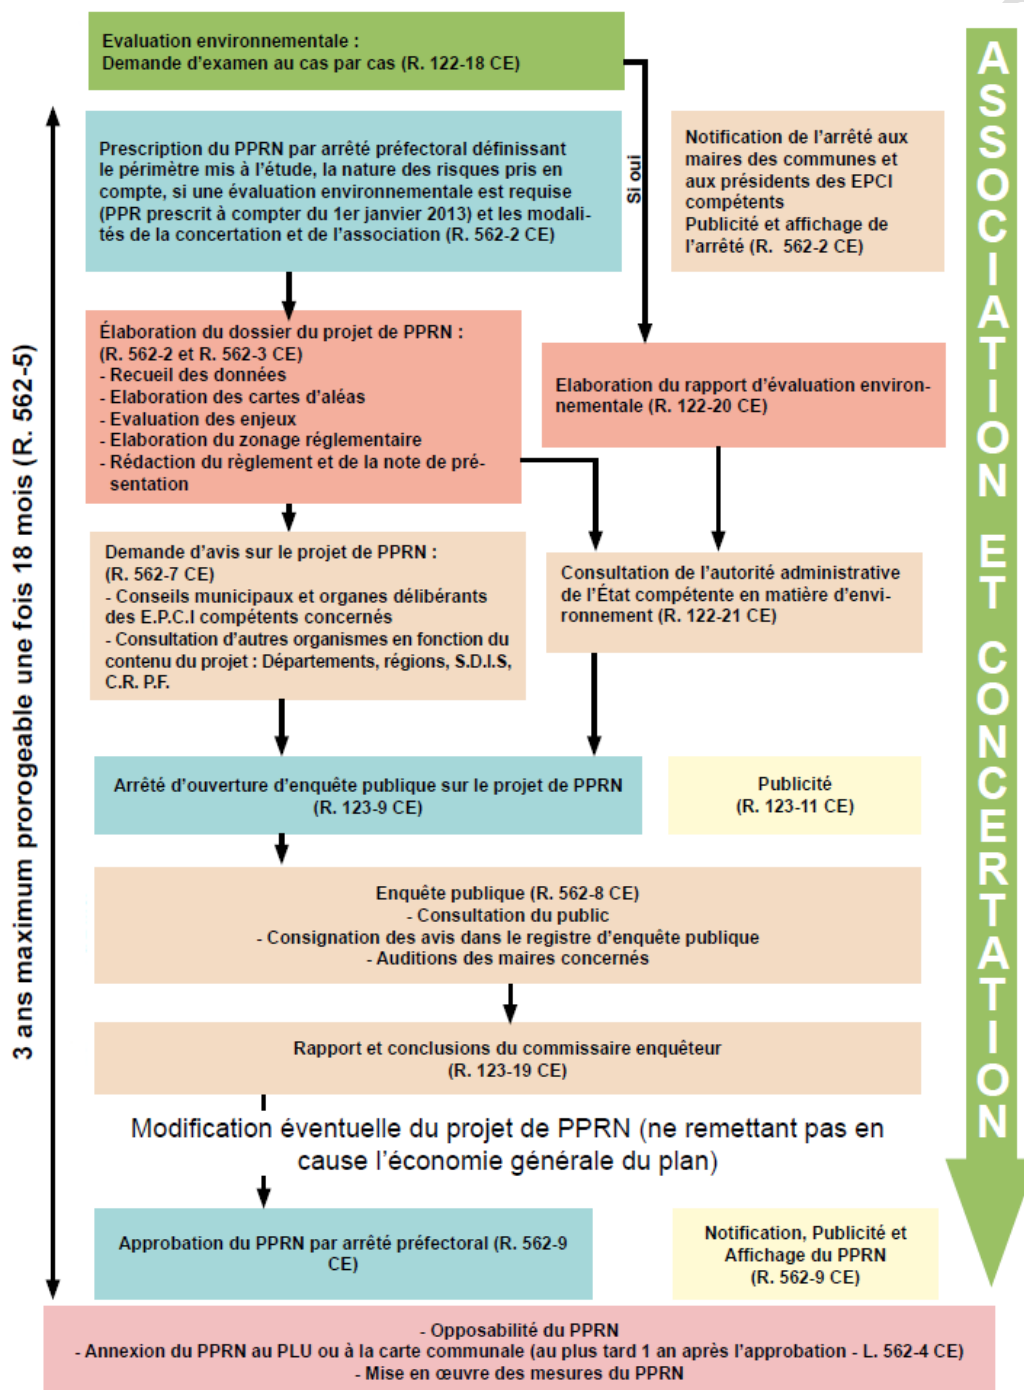 Evaluation environnementale :
Demande d'examen au cas par cas (R. 122-18 CE)
Prescription du PPRN par arrêté préfectoral définissant
le périmètre mis à l'étude, la nature des risques pris en
compte, si une évaluation environnementale est requise
(PPR prescrit à compter du 1er janvier 2013) et les modali-
tés de la concertation et de l'association (R. 562-2 CE)
Si oui
Notification de l'arrêté aux
maires des communes et
aux présidents des EPCI
compétents
Publicité et affichage de
l'arrêté (R. 562-2 CE)
Élaboration du dossier du projet de PPRN :
(R. 562-2 et R. 562-3 CE)
- Recueil des données
- Elaboration des cartes d'aléas
- Evaluation des enjeux
- Elaboration du zonage réglementaire
- Rédaction du règlement et de la note de pré-
sentation
Elaboration du rapport d'évaluation environ-
nementale (R. 122-20 CE)
Demande d'avis sur le projet de PPRN :
(R. 562-7 CE)
- Conseils municipaux et organes délibérants
des E.P.C.I compétents concernés
- Consultation d'autres organismes en fonction du
contenu du projet : Départements, régions, S.D.I.S,
C.R. P.F.
Consultation de l'autorité administrative
de l'État compétente en matière d'envi-
ronnement (R. 122-21 CE)
Arrêté d'ouverture d'enquête publique sur le projet de PPRN
(R. 123-9 CE)
Publicité
(R. 123-11 CE)
Enquête publique (R. 562-8 CE)
- Consultation du public
- Consignation des avis dans le registre d'enquête publique
- Auditions des maires concernés
Rapport et conclusions du commissaire enquêteur
(R. 123-19 CE)
Modification éventuelle du projet de PPRN (ne remettant pas en
cause l'économie générale du plan)
Approbation du PPRN par arrêté préfectoral (R. 562-9
CE)
Notification, Publicité et
Affichage du PPRN
(R. 562-9 CE)
- Opposabilité du PPRN
- Annexion du PPRN au PLU ou à la carte communale (au plus tard 1 an après l'approbation - L. 562-4 CE)
- Mise en œuvre des mesures du PPRN
3 ans maximum prorogeable une fois 18 mois (R. 562-5)
ASSOCIATION ET CONCERTATION